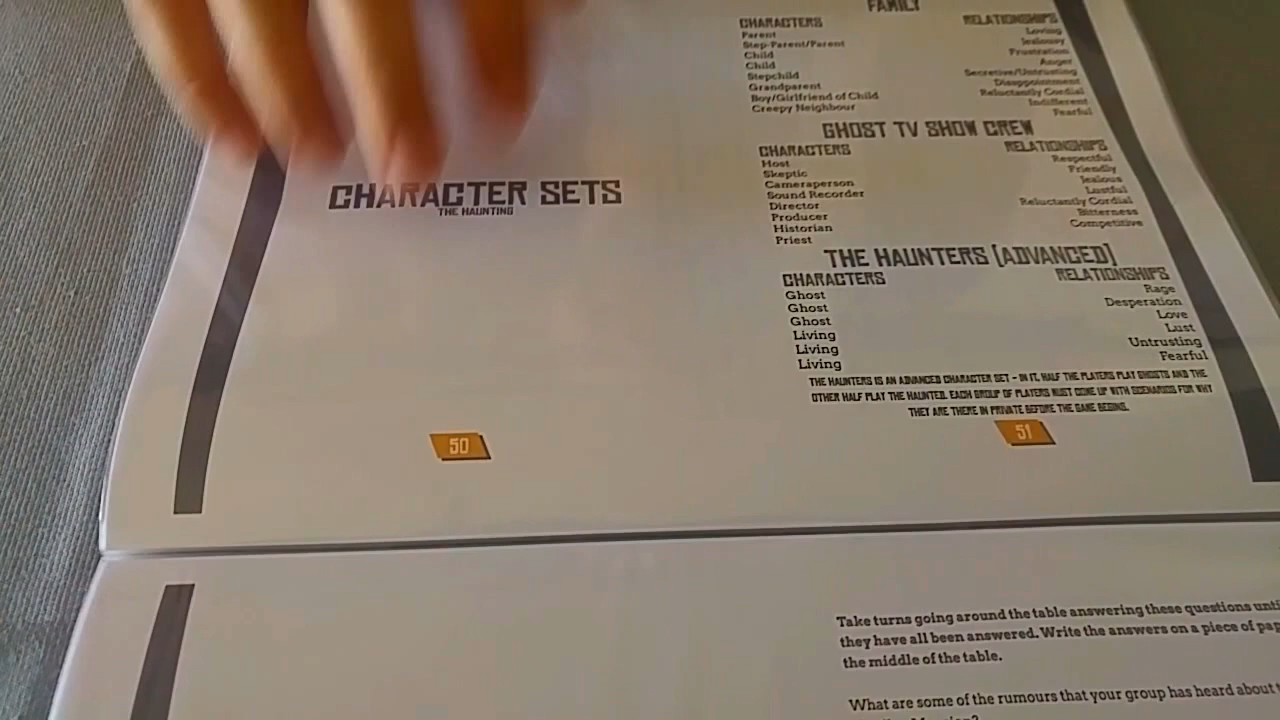 CHARACTER SETS
THE HAUNTING
50
FAMILY
CHARACTERS
Parent
Step-Parent/Parent
Child
Child
Stepchild
Grandparent
Boy/Girlfriend of Child
Creepy Neighbour
RELATIONSHIPS
Loving
Jealousy
Frustration
Anger
Secretive/Untrusting
Disappointment
Reluctantly Cordial
Indifferent
Fearful
GHOST TV SHOW CREW
CHARACTERS
Host
Skeptic
Cameraperson
Sound Recorder
Director
Producer
Historian
Priest
RELATIONSHIPS
Respectful
Friendly
Jealous
Lustful
Reluctantly Cordial
Bitterness
Competitive
THE HAUNTERS (ADVANCED)
CHARACTERS
Ghost
Ghost
Ghost
Living
Living
Living
RELATIONSHIPS
Rage
Desperation
Love
Lust
Untrusting
Fearful
THE HAUNTERS IS AN ADVANCED CHARACTER SET - IN IT, HALF THE PLAYERS PLAY GHOSTS AND THE
OTHER HALF PLAY THE HAUNTED. EACH GROUP OF PLAYERS MUST COME UP WITH SCENARIOS FOR WHY
THEY ARE THERE IN PRIVATE BEFORE THE GAME BEGINS.
51
Take turns going around the table answering these questions until
they have all been answered. Write the answers on a piece of
the middle of the table.
What are some of the rumours that your group has heard about